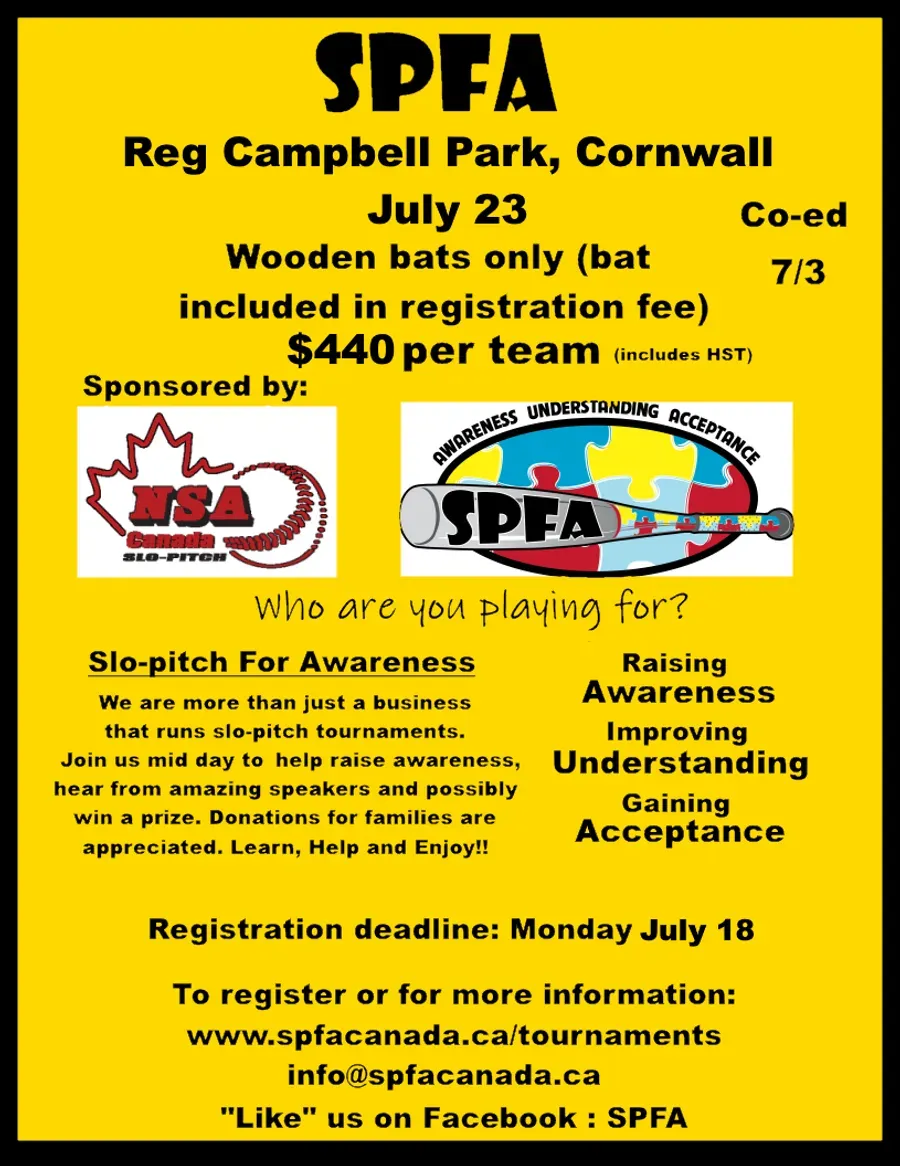 SPFA
Reg Campbell Park, Cornwall
July 23
Co-ed
7/3
Wooden bats only (bat
included in registration fee)
$440 per team (includes HST)
Sponsored by:
NSA
Canada
SLO-PITCH
AWARENESS UNDERSTANDING ACCEPTANCE
SPFA
Who are you playing for?
Slo-pitch For Awareness
We are more than just a business
that runs slo-pitch tournaments.
Join us mid day to help raise awareness,
hear from amazing speakers and possibly
win a prize. Donations for families are
appreciated. Learn, Help and Enjoy!!
Raising
Awareness
Improving
Understanding
Gaining
Acceptance
Registration deadline: Monday July 18
To register or for more information:
www.spfacanada.ca/tournaments
info@spfacanada.ca
"Like" us on Facebook : SPFA